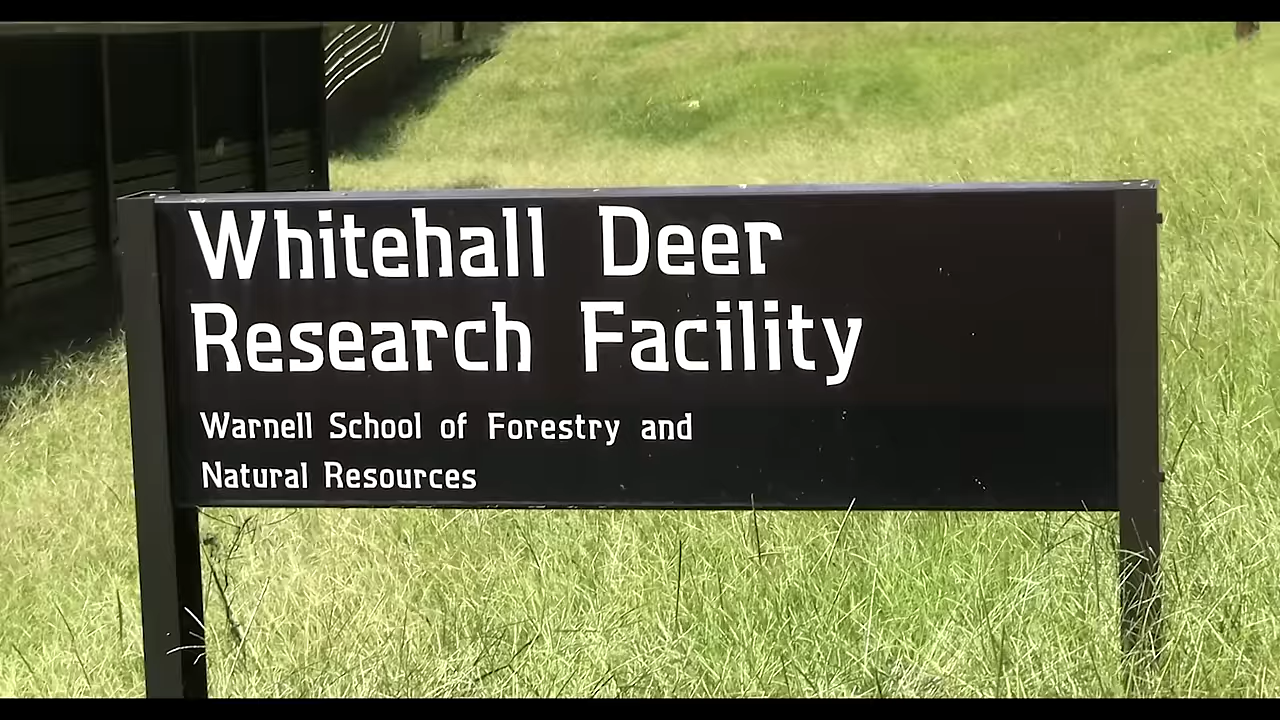 Whitehall Deer
Research Facility
Warnell School of Forestry and
Natural Resources